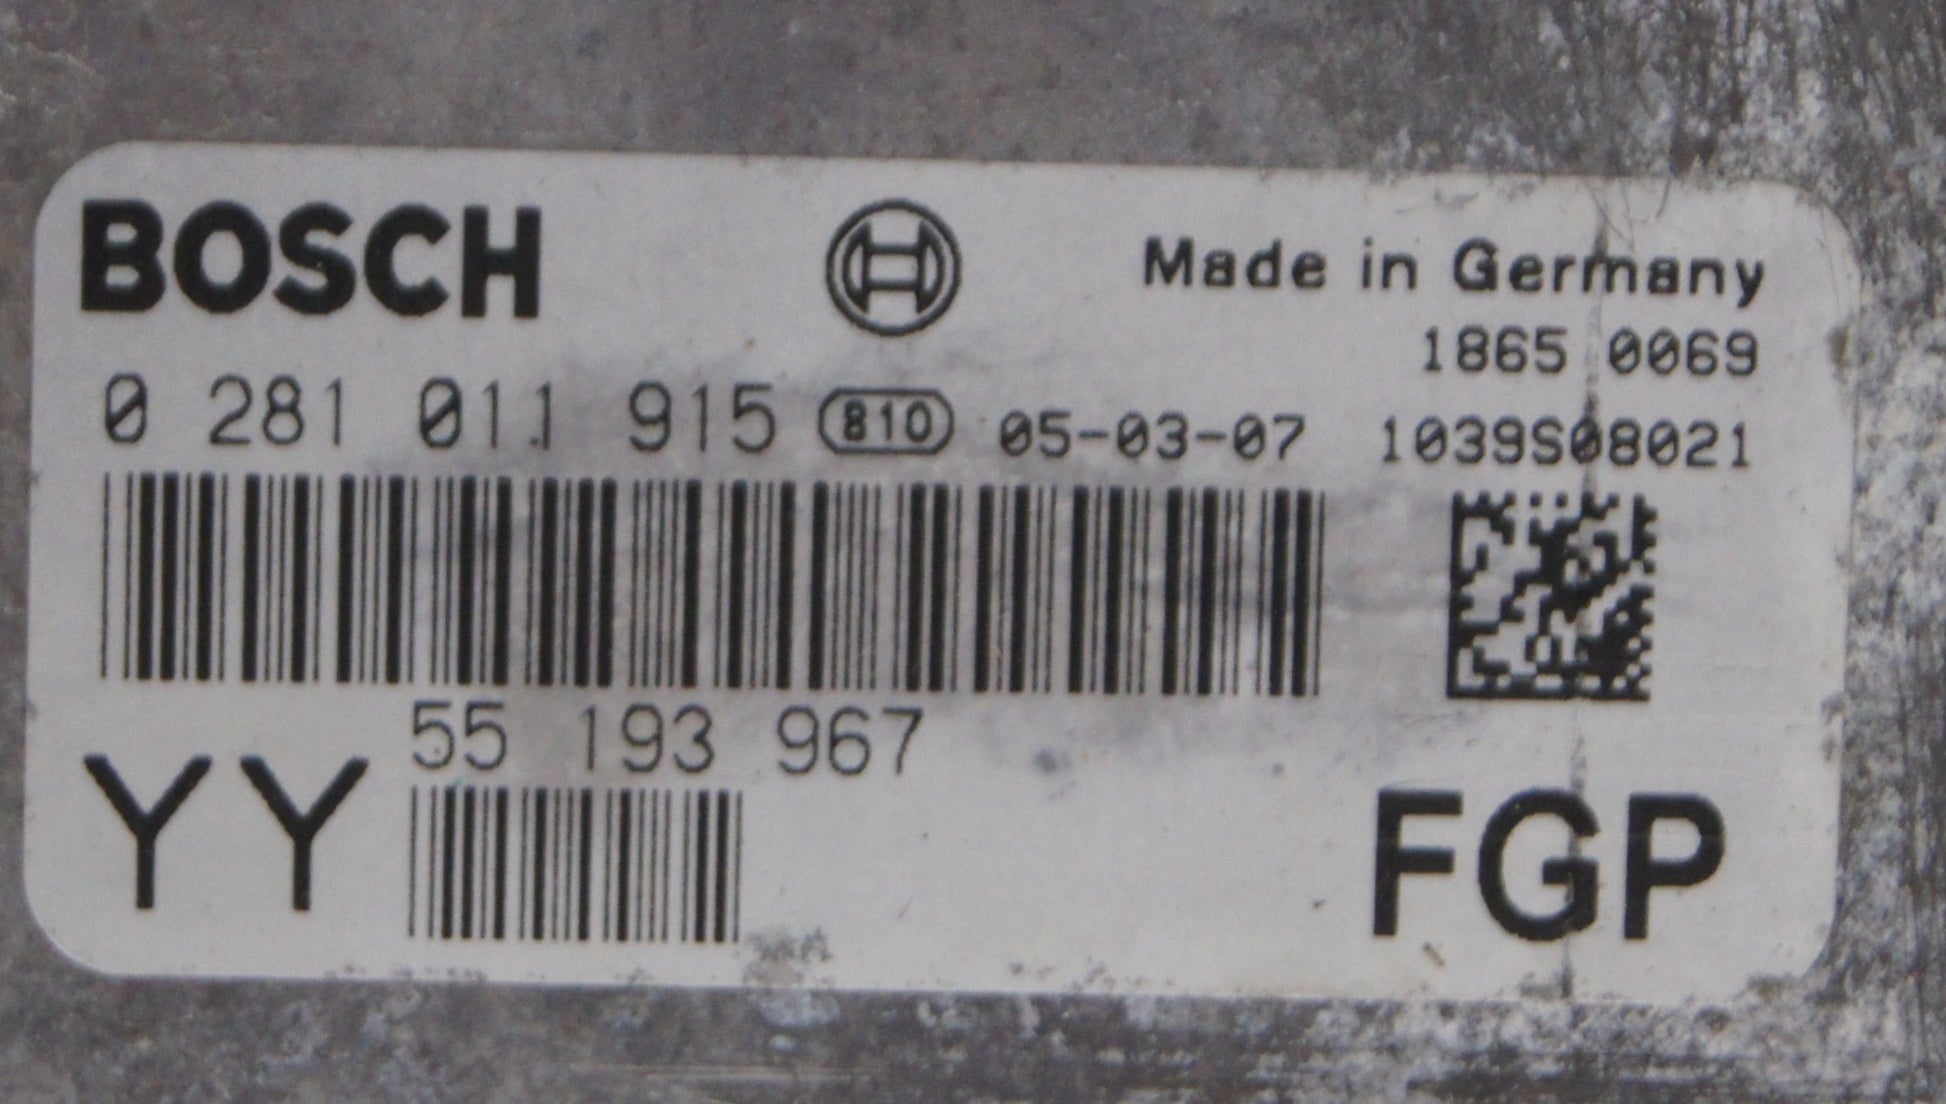 BOSCH Made in Germany
1865 0069
0 281 011 915 810 05-03-07 1039S08021
55 193 967
YY FGP